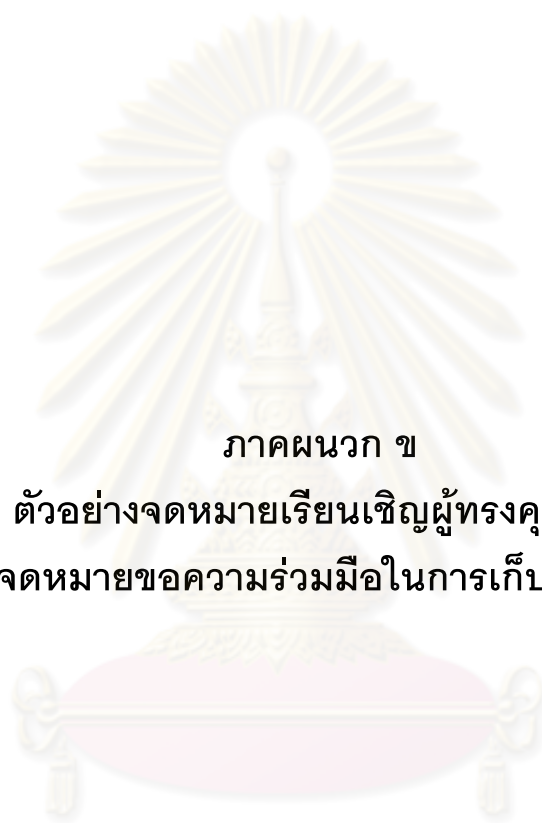 ภาคผนวก ข
ตัวอย่างจดหมายเรียนเชิญผู้ทรงคุ
จดหมายขอความร่วมมือในการเก็บ